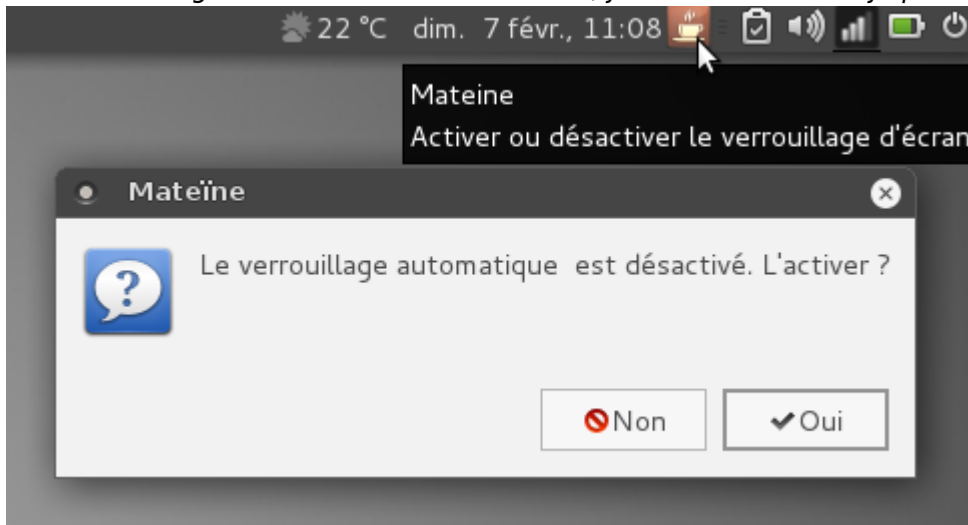 22 °C dim. 7 févr., 11:08
Mateine
Activer ou désactiver le verrouillage d'écran
Mateïne
Le verrouillage automatique est désactivé. L'activer ?
Non
Oui